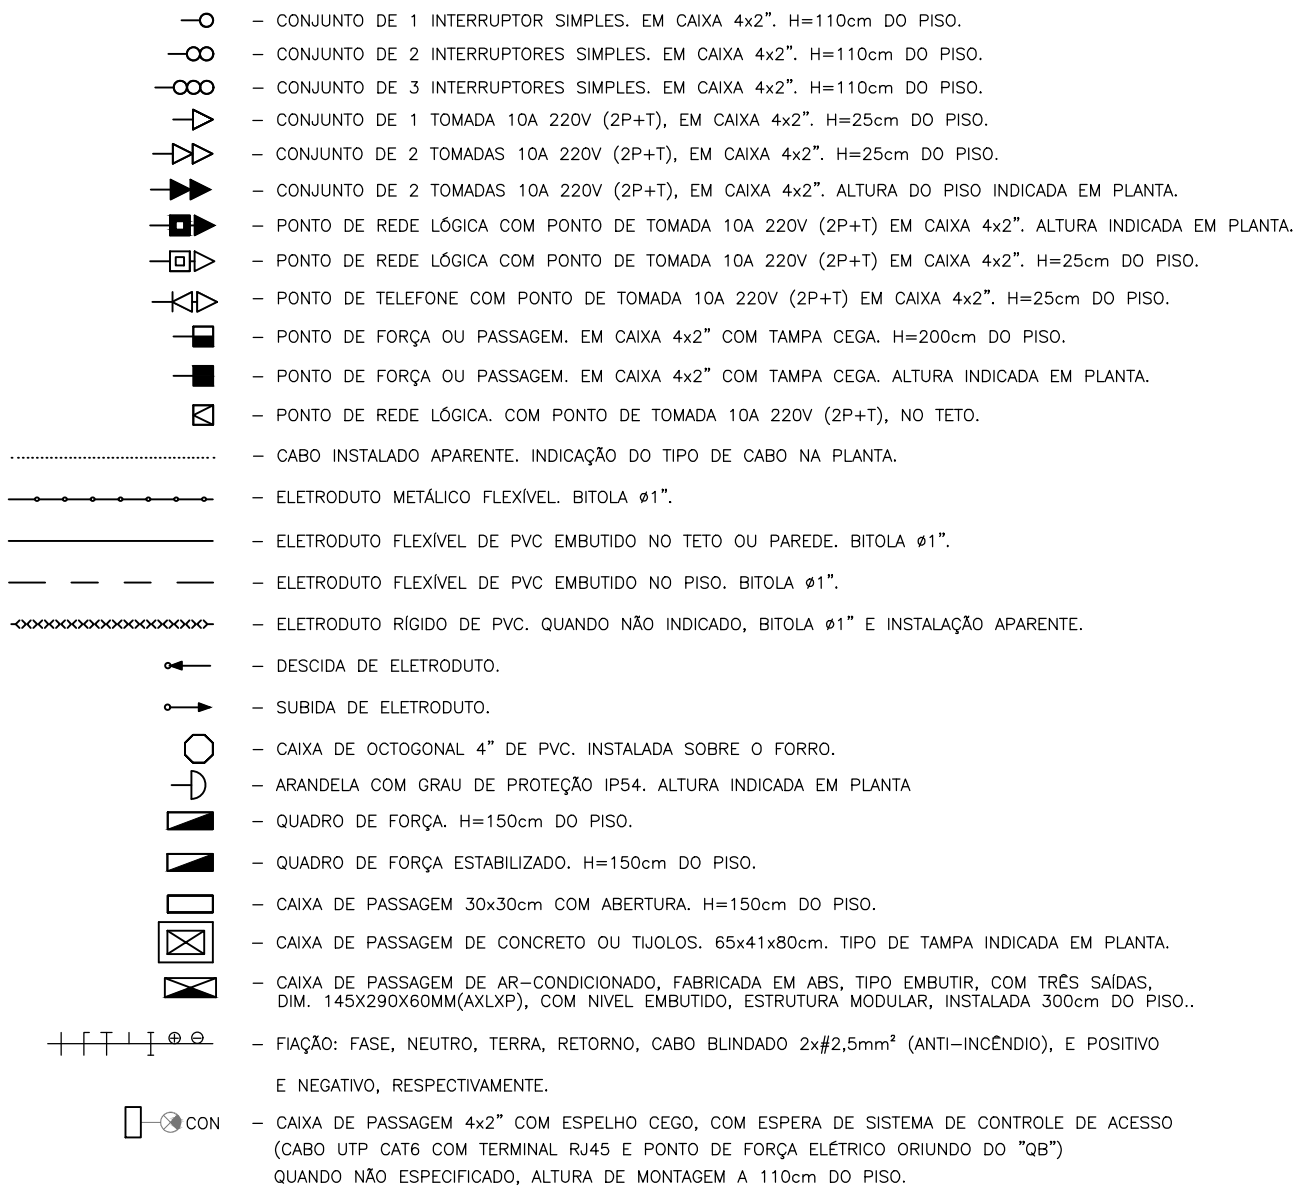 – CONJUNTO DE 1 INTERRUPTOR SIMPLES. EM CAIXA 4x2”. H=110cm DO PISO.
– CONJUNTO DE 2 INTERRUPTORES SIMPLES. EM CAIXA 4x2”. H=110cm DO PISO.
– CONJUNTO DE 3 INTERRUPTORES SIMPLES. EM CAIXA 4x2”. H=110cm DO PISO.
– CONJUNTO DE 1 TOMADA 10A 220V (2P+T), EM CAIXA 4x2”. H=25cm DO PISO.
– CONJUNTO DE 2 TOMADAS 10A 220V (2P+T), EM CAIXA 4x2”. H=25cm DO PISO.
– CONJUNTO DE 2 TOMADAS 10A 220V (2P+T), EM CAIXA 4x2”. ALTURA DO PISO INDICADA EM PLANTA.
– PONTO DE REDE LÓGICA COM PONTO DE TOMADA 10A 220V (2P+T) EM CAIXA 4x2”. ALTURA INDICADA EM PLANTA.
– PONTO DE REDE LÓGICA COM PONTO DE TOMADA 10A 220V (2P+T) EM CAIXA 4x2”. H=25cm DO PISO.
– PONTO DE TELEFONE COM PONTO DE TOMADA 10A 220V (2P+T) EM CAIXA 4x2”. H=25cm DO PISO.
– PONTO DE FORÇA OU PASSAGEM. EM CAIXA 4x2” COM TAMPA CEGA. H=200cm DO PISO.
– PONTO DE FORÇA OU PASSAGEM. EM CAIXA 4x2” COM TAMPA CEGA. ALTURA INDICADA EM PLANTA.
– PONTO DE REDE LÓGICA. COM PONTO DE TOMADA 10A 220V (2P+T), NO TETO.
– CABO INSTALADO APARENTE. INDICAÇÃO DO TIPO DE CABO NA PLANTA.
– ELETRODUTO METÁLICO FLEXÍVEL. BITOLA ø1”.
– ELETRODUTO FLEXÍVEL DE PVC EMBUTIDO NO TETO OU PAREDE. BITOLA ø1”.
– ELETRODUTO FLEXÍVEL DE PVC EMBUTIDO NO PISO. BITOLA ø1”.
– ELETRODUTO RÍGIDO DE PVC. QUANDO NÃO INDICADO, BITOLA ø1” E INSTALAÇÃO APARENTE.
– DESCIDA DE ELETRODUTO.
– SUBIDA DE ELETRODUTO.
– CAIXA DE OCTOGONAL 4” DE PVC. INSTALADA SOBRE O FORRO.
– ARANDELA COM GRAU DE PROTEÇÃO IP54. ALTURA INDICADA EM PLANTA
– QUADRO DE FORÇA. H=150cm DO PISO.
– QUADRO DE FORÇA ESTABILIZADO. H=150cm DO PISO.
– CAIXA DE PASSAGEM 30x30cm COM ABERTURA. H=150cm DO PISO.
– CAIXA DE PASSAGEM DE CONCRETO OU TIJOLOS. 65x41x80cm. TIPO DE TAMPA INDICADA EM PLANTA.
– CAIXA DE PASSAGEM DE AR–CONDICIONADO, FABRICADA EM ABS, TIPO EMBUTIR, COM TRÊS SAÍDAS,
DIM. 145X290X60MM(AXLXP), COM NIVEL EMBUTIDO, ESTRUTURA MODULAR, INSTALADA 300cm DO PISO..
– FIAÇÃO: FASE, NEUTRO, TERRA, RETORNO, CABO BLINDADO 2x#2,5mm² (ANTI–INCÊNDIO), E POSITIVO
E NEGATIVO, RESPECTIVAMENTE.
CON – CAIXA DE PASSAGEM 4x2” COM ESPELHO CEGO, COM ESPERA DE SISTEMA DE CONTROLE DE ACESSO
(CABO UTP CAT6 COM TERMINAL RJ45 E PONTO DE FORÇA ELÉTRICO ORIUNDO DO ”QB”)
QUANDO NÃO ESPECIFICADO, ALTURA DE MONTAGEM A 110cm DO PISO.